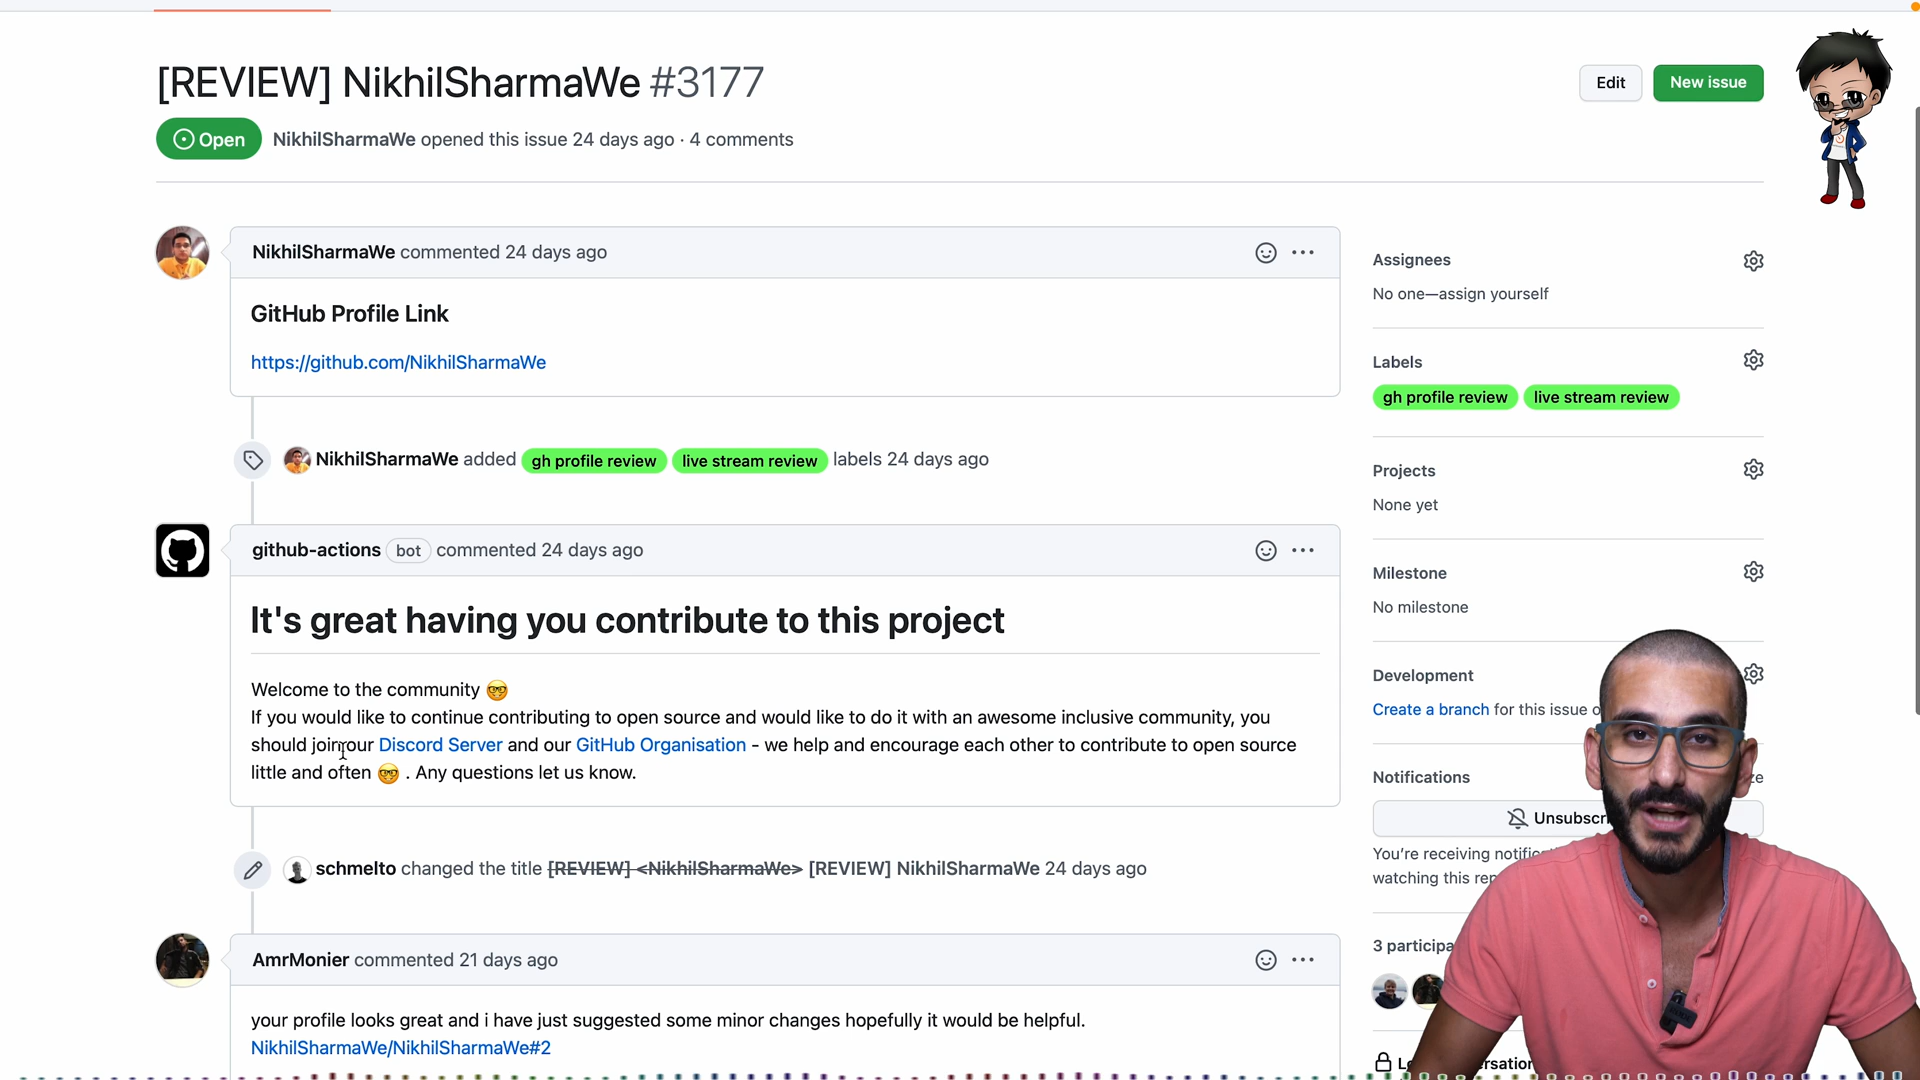 [REVIEW] NikhilSharmaWe #3177
Edit
New issue
Open
NikhilSharmaWe opened this issue 24 days ago · 4 comments
NikhilSharmaWe commented 24 days ago
GitHub Profile Link
https://github.com/NikhilSharmaWe
NikhilSharmaWe added gh profile review live stream review labels 24 days ago
github-actions bot commented 24 days ago
It's great having you contribute to this project
Welcome to the community 🤓
If you would like to continue contributing to open source and would like to do it with an awesome inclusive community, you
should join our Discord Server and our GitHub Organisation - we help and encourage each other to contribute to open source
little and often 🤓 . Any questions let us know.
schmelto changed the title [REVIEW] <NikhilSharmaWe> [REVIEW] NikhilSharmaWe 24 days ago
AmrMonier commented 21 days ago
your profile looks great and i have just suggested some minor changes hopefully it would be helpful.
NikhilSharmaWe/NikhilSharmaWe#2
Assignees
No one—assign yourself
Labels
gh profile review live stream review
Projects
None yet
Milestone
No milestone
Development
Create a branch for this issue
Notifications
You're receiving
watching this
3